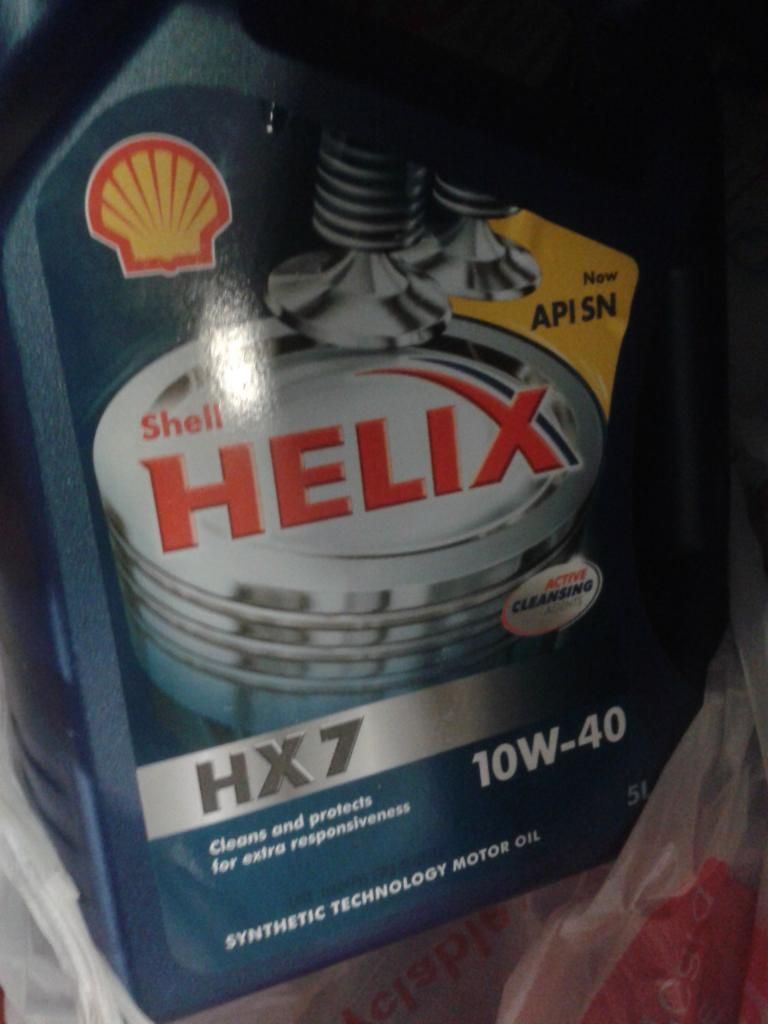 Now
API SN
Shell
HELIX
ACTIVE
CLEANSING
AGENTS
HX7
10W-40
Cleans and protects
for extra responsiveness
5L
SYNTHETIC TECHNOLOGY MOTOR OIL